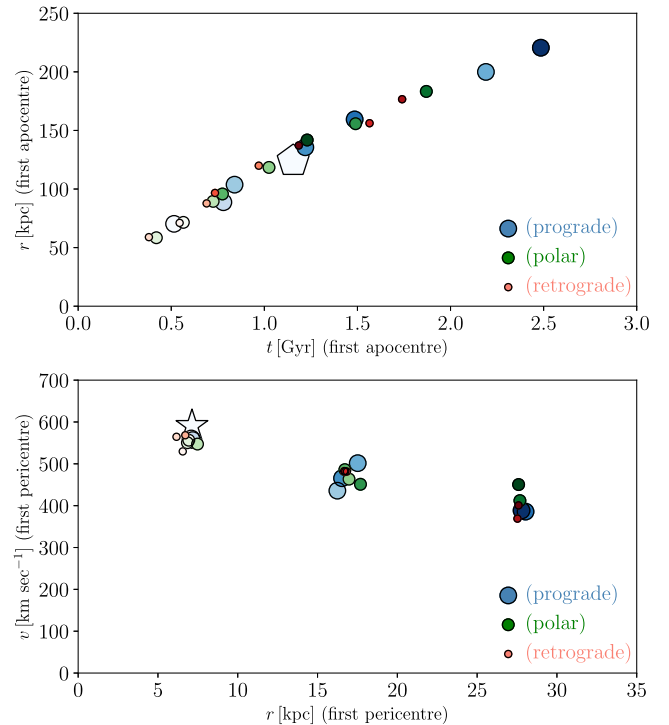 250
200
150
100
50
0
r [kpc] (first apocentre)
(prograde)
(polar)
(retrograde)
0.0 0.5 1.0 1.5 2.0 2.5 3.0
t [Gyr] (first apocentre)
700
600
500
400
300
200
100
0
v [km sec⁻¹] (first pericentre)
(prograde)
(polar)
(retrograde)
0 5 10 15 20 25 30 35
r [kpc] (first pericentre)